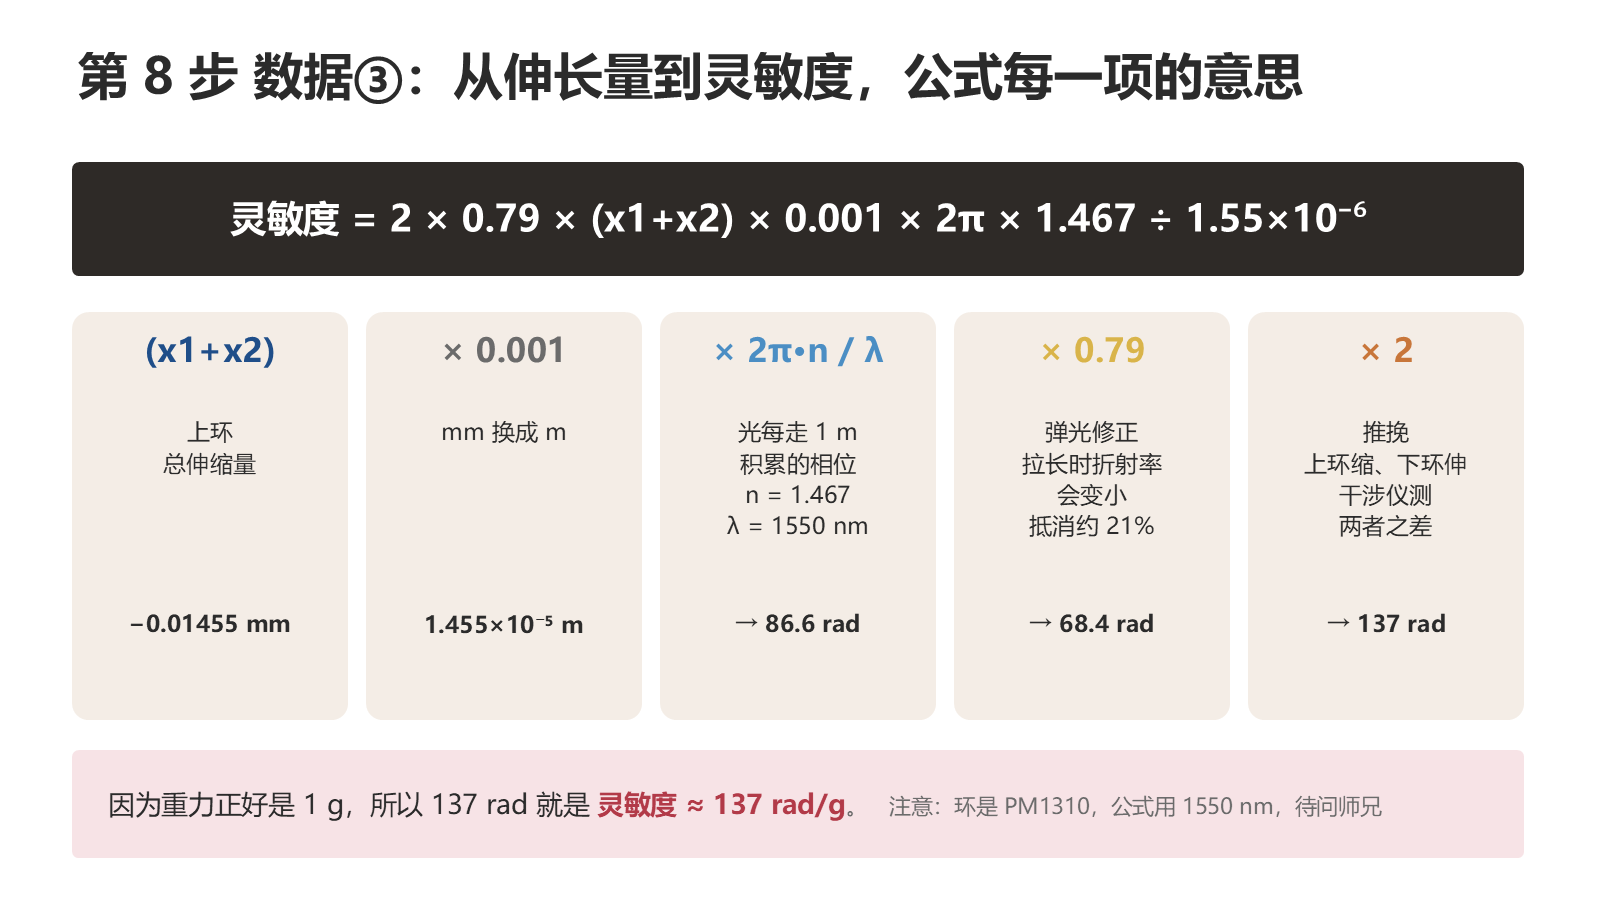 第 8 步 数据③：从伸长量到灵敏度，公式每一项的意思
灵敏度 = 2 × 0.79 × (x1+x2) × 0.001 × 2π × 1.467 ÷ 1.55×10⁻⁶
(x1+x2)
上环
总伸缩量
−0.01455 mm
× 0.001
mm 换成 m
1.455×10⁻⁵ m
× 2π•n / λ
光每走 1 m
积累的相位
n = 1.467
λ = 1550 nm
→ 86.6 rad
× 0.79
弹光修正
拉长时折射率
会变小
抵消约 21%
→ 68.4 rad
× 2
推挽
上环缩、下环伸
干涉仪测
两者之差
→ 137 rad
因为重力正好是 1 g，所以 137 rad 就是 灵敏度 ≈ 137 rad/g。 注意：环是 PM1310，公式用 1550 nm，待问师兄